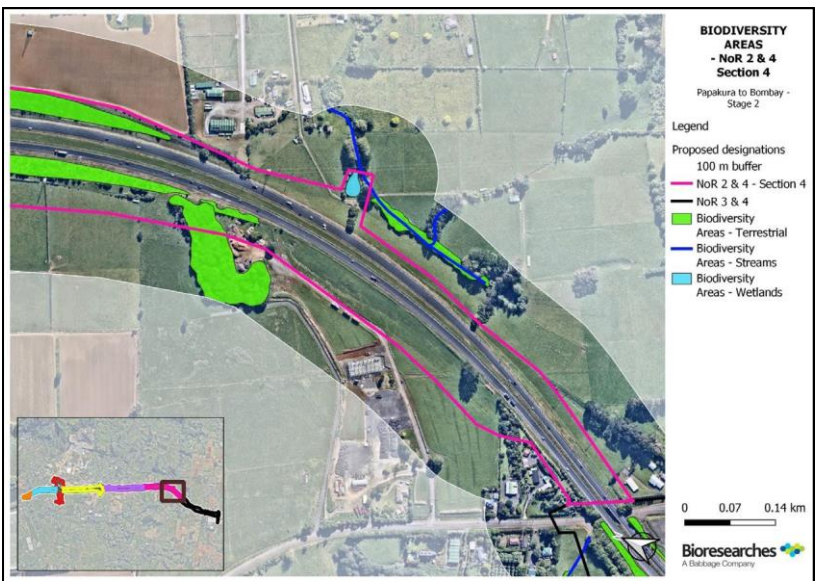 BIODIVERSITY
AREAS
- NoR 2 & 4
Section 4
Papakura to Bombay -
Stage 2
Legend
Proposed designations
100 m buffer
NoR 2 & 4 - Section 4
NoR 3 & 4
Biodiversity
Areas - Terrestrial
Biodiversity
Areas - Streams
Biodiversity
Areas - Wetlands
0 0.07 0.14 km
Bioresearches
A Babbage Company